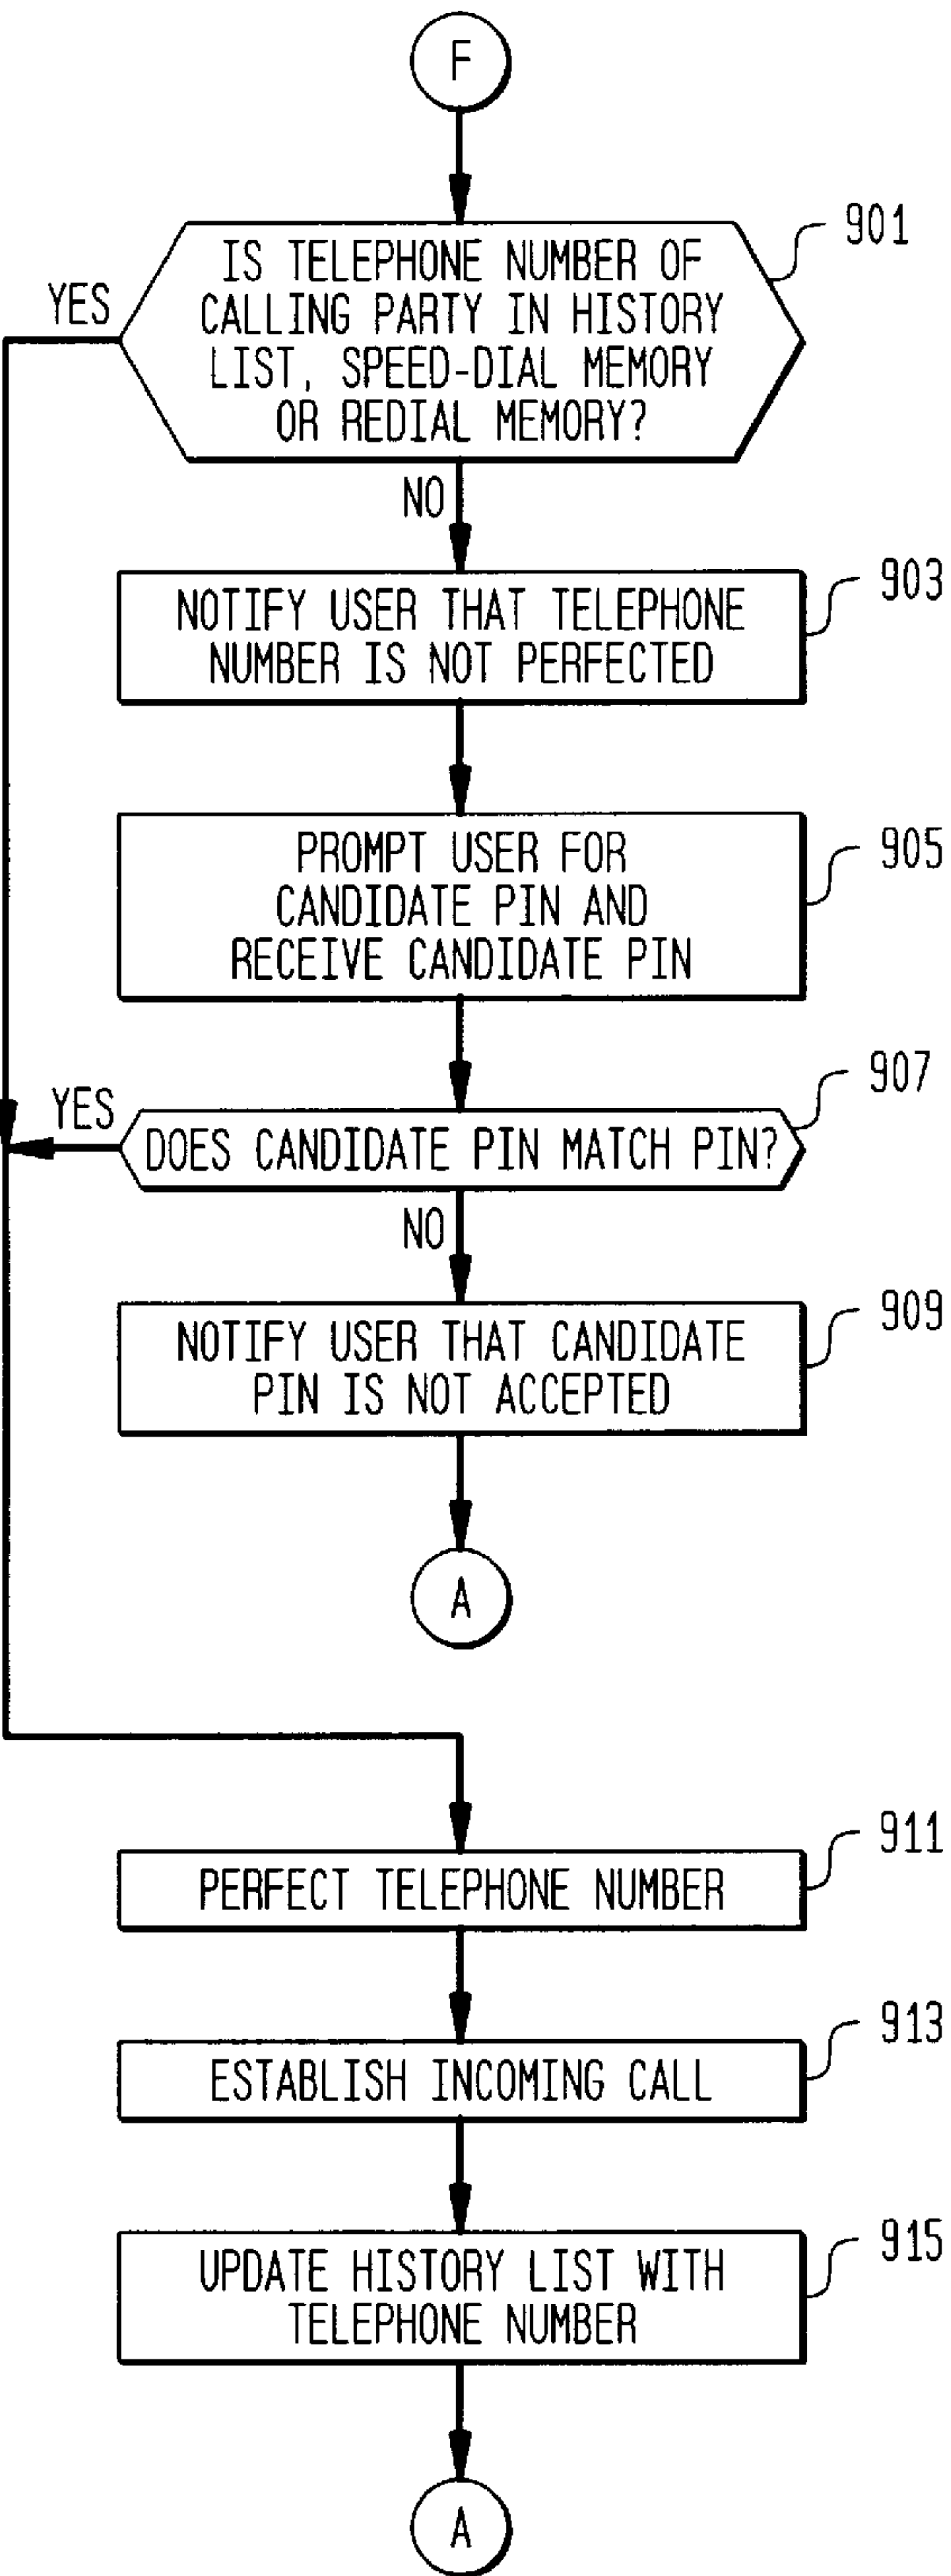 F
901
IS TELEPHONE NUMBER OF
CALLING PARTY IN HISTORY
LIST, SPEED-DIAL MEMORY
OR REDIAL MEMORY?
YES
NO
903
NOTIFY USER THAT TELEPHONE
NUMBER IS NOT PERFECTED
905
PROMPT USER FOR
CANDIDATE PIN AND
RECEIVE CANDIDATE PIN
907
YES
DOES CANDIDATE PIN MATCH PIN?
NO
909
NOTIFY USER THAT CANDIDATE
PIN IS NOT ACCEPTED
A
911
PERFECT TELEPHONE NUMBER
913
ESTABLISH INCOMING CALL
915
UPDATE HISTORY LIST WITH
TELEPHONE NUMBER
A